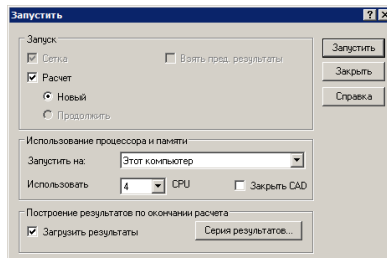 Запустить
Запуск
Сетка
Взять пред. результаты
Расчет
Новый
Продолжить
Запустить
Закрыть
Справка
Использование процессора и памяти
Запустить на: Этот компьютер
Использовать 4 CPU Закрыть CAD
Построение результатов по окончании расчета
Загрузить результаты Серия результатов...